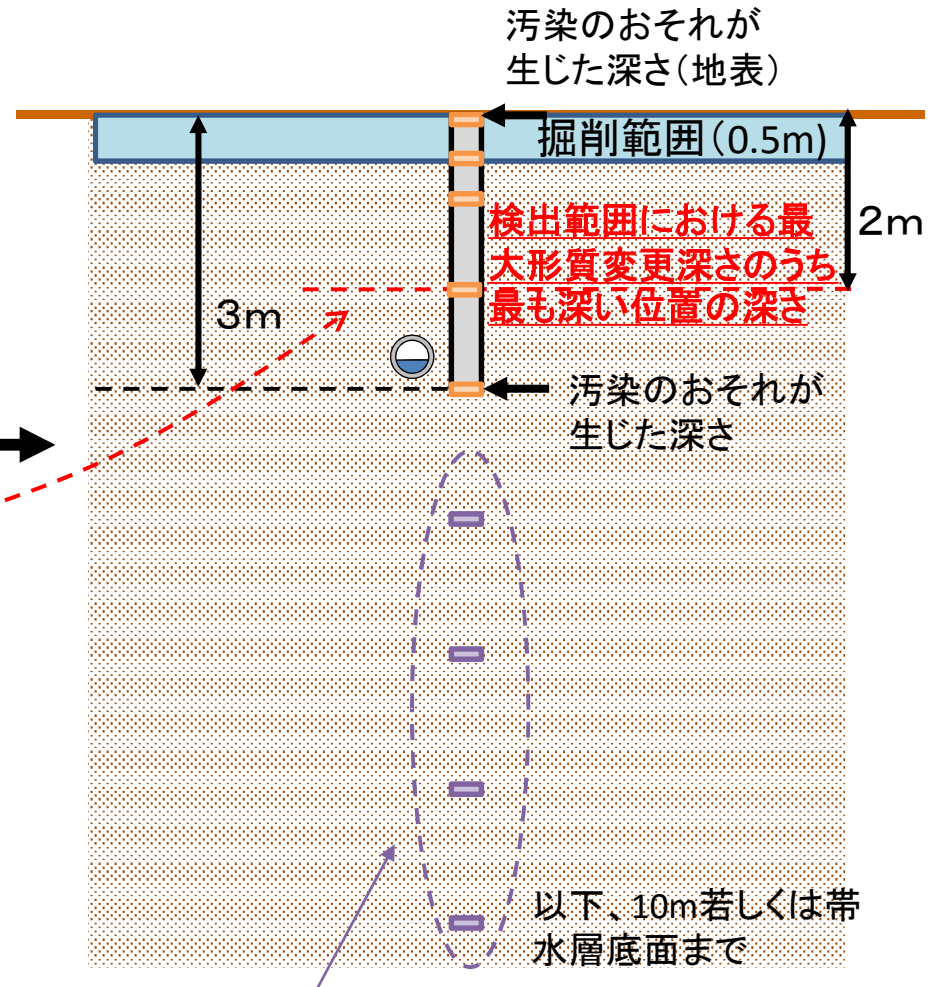 汚染のおそれが
生じた深さ(地表)
掘削範囲(0.5m)
検出範囲における最
大形質変更深さのうち
最も深い位置の深さ
2m
3m
汚染のおそれが
生じた深さ
以下、10m若しくは帯
水層底面まで